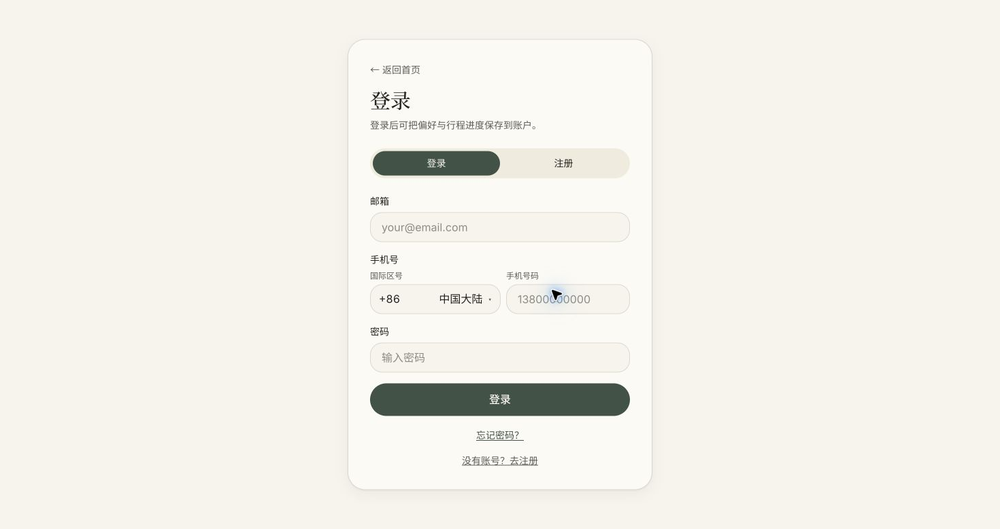 ← 返回首页
登录
登录后可把偏好与行程进度保存到账户。
登录 注册
邮箱
your@email.com
手机号
国际区号 手机号码
+86 中国大陆 13800000000
密码
输入密码
登录
忘记密码？
没有账号？去注册